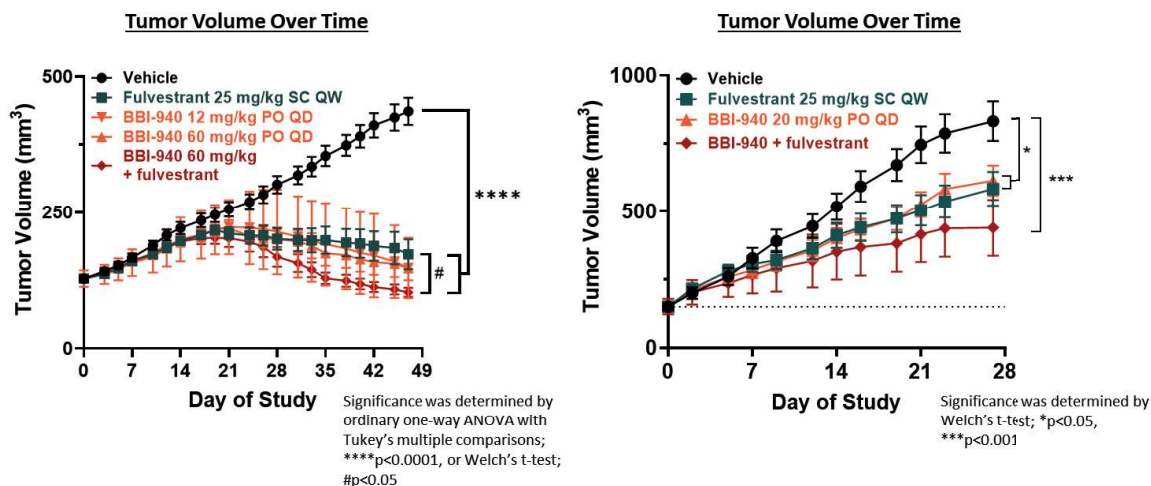 Tumor Volume Over Time
500
250
0
Tumor Volume (mm³)
Vehicle
Fulvestrant 25 mg/kg SC QW
BBI-940 12 mg/kg PO QD
BBI-940 60 mg/kg PO QD
BBI-940 60 mg/kg
+ fulvestrant
****
#
0 7 14 21 28 35 42 49
Day of Study
Significance was determined by
ordinary one-way ANOVA with
Tukey's multiple comparisons;
****p<0.0001, or Welch's t-test;
#p<0.05
Tumor Volume Over Time
1000
500
0
Tumor Volume (mm³)
Vehicle
Fulvestrant 25 mg/kg SC QW
BBI-940 20 mg/kg PO QD
BBI-940 + fulvestrant
*
***
0 7 14 21 28
Day of Study
Significance was determined by
Welch's t-test; *p<0.05,
***p<0.001